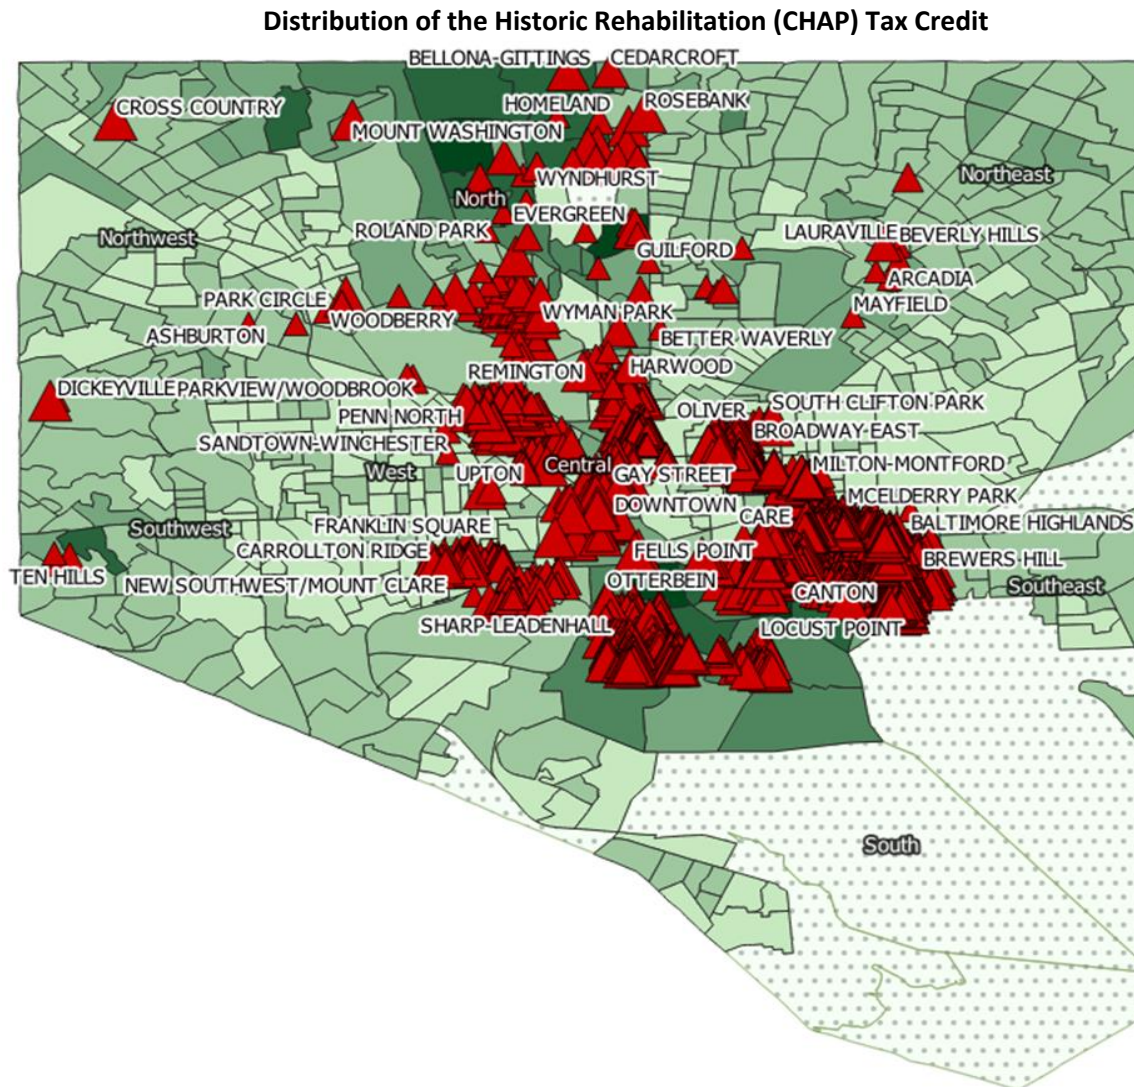 Distribution of the Historic Rehabilitation (CHAP) Tax Credit
BELLONA-GITTINGS
CEDARCROFT
CROSS COUNTRY
HOMELAND
ROSEBANK
MOUNT WASHINGTON
WYNDHURST
Northeast
North
EVERGREEN
ROLAND PARK
Northwest
GUILFORD
LAURAVILLE
BEVERLY HILLS
ARCADIA
PARK CIRCLE
MAYFIELD
WOODBERRY
WYMAN PARK
ASHBURTON
BETTER WAVERLY
REMINGTON
HARWOOD
DICKEYVILLE
PARKVIEW/WOODBROOK
PENN NORTH
OLIVER
SOUTH CLIFTON PARK
BROADWAY-EAST
SANDTOWN-WINCHESTER
West
UPTON
Central
GAY STREET
MILTON-MONTFORD
MCELDERRY PARK
DOWNTOWN
CARE
BALTIMORE HIGHLANDS
Southwest
FRANKLIN SQUARE
CARROLLTON RIDGE
FELLS POINT
BREWERS HILL
TEN HILLS
NEW SOUTHWEST/MOUNT CLARE
OTTERBEIN
CANTON
Southeast
SHARP-LEADENHALL
LOCUST POINT
South